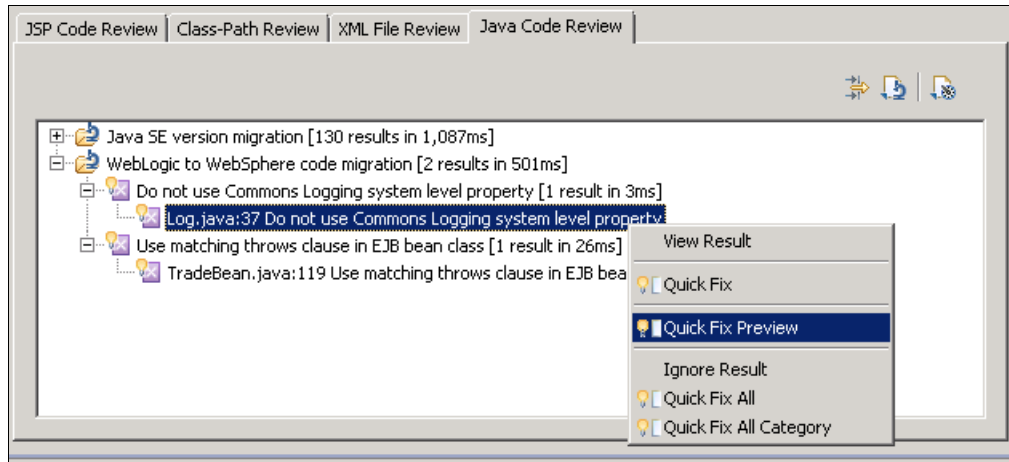 JSP Code Review Class-Path Review XML File Review Java Code Review
Java SE version migration [130 results in 1,087ms]
WebLogic to WebSphere code migration [2 results in 501ms]
Do not use Commons Logging system level property [1 result in 3ms]
Log.java:37 Do not use Commons Logging system level property
View Result
Use matching throws clause in EJB bean class [1 result in 26ms]
TradeBean.java:119 Use matching throws clause in EJB bea
Quick Fix
Quick Fix Preview
Ignore Result
Quick Fix All
Quick Fix All Category